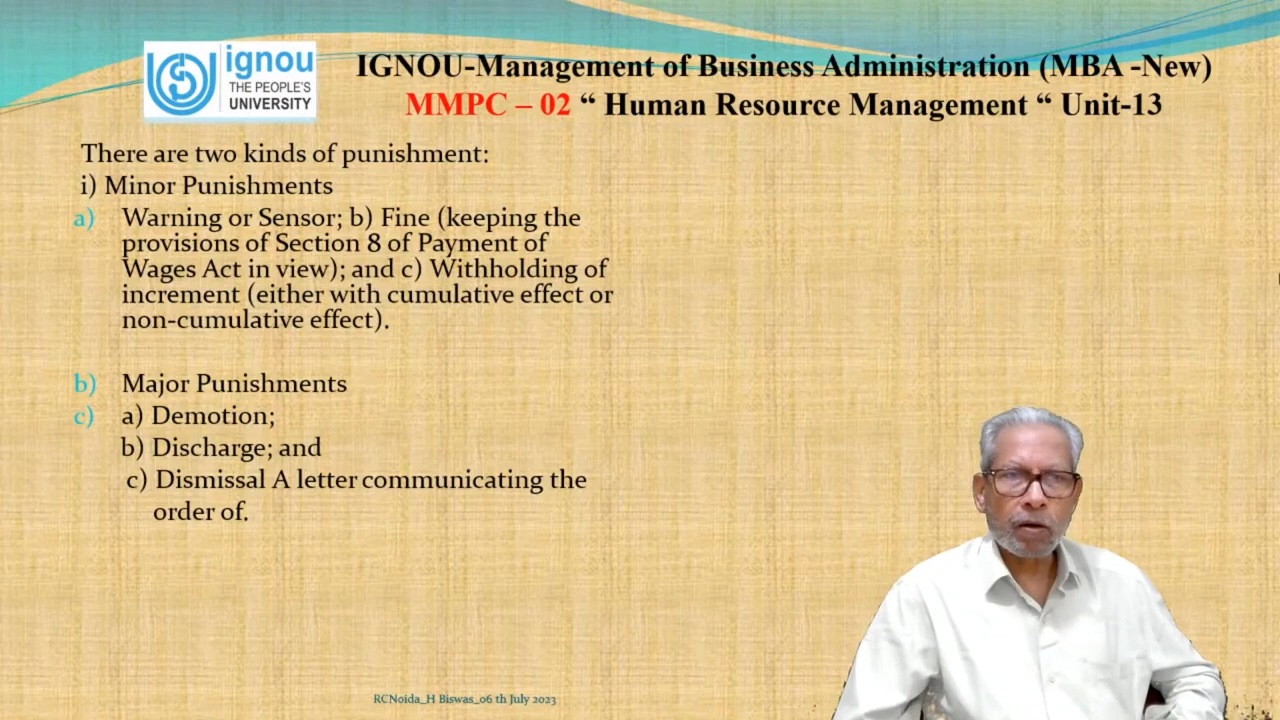 ignou
THE PEOPLE'S
UNIVERSITY
IGNOU-Management of Business Administration (MBA -New)
MMPC – 02 “ Human Resource Management “ Unit-13
There are two kinds of punishment:
i) Minor Punishments
a) Warning or Sensor; b) Fine (keeping the
provisions of Section 8 of Payment of
Wages Act in view); and c) Withholding of
increment (either with cumulative effect or
non-cumulative effect).
b) Major Punishments
c) a) Demotion;
b) Discharge; and
c) Dismissal A letter communicating the
order of.
RCNoida_H Biswas_06 th July 2023